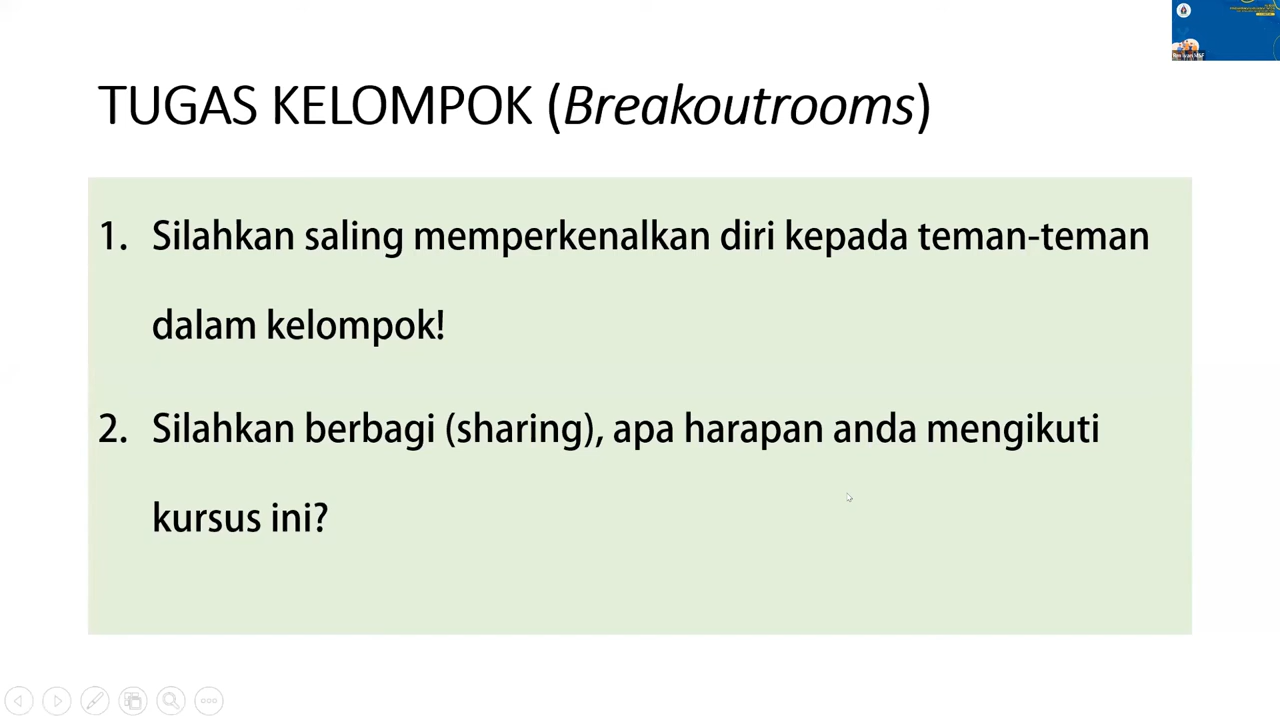 TUGAS KELOMPOK (Breakoutrooms)
1. Silahkan saling memperkenalkan diri kepada teman-teman
dalam kelompok!
2. Silahkan berbagi (sharing), apa harapan anda mengikuti
kursus ini?